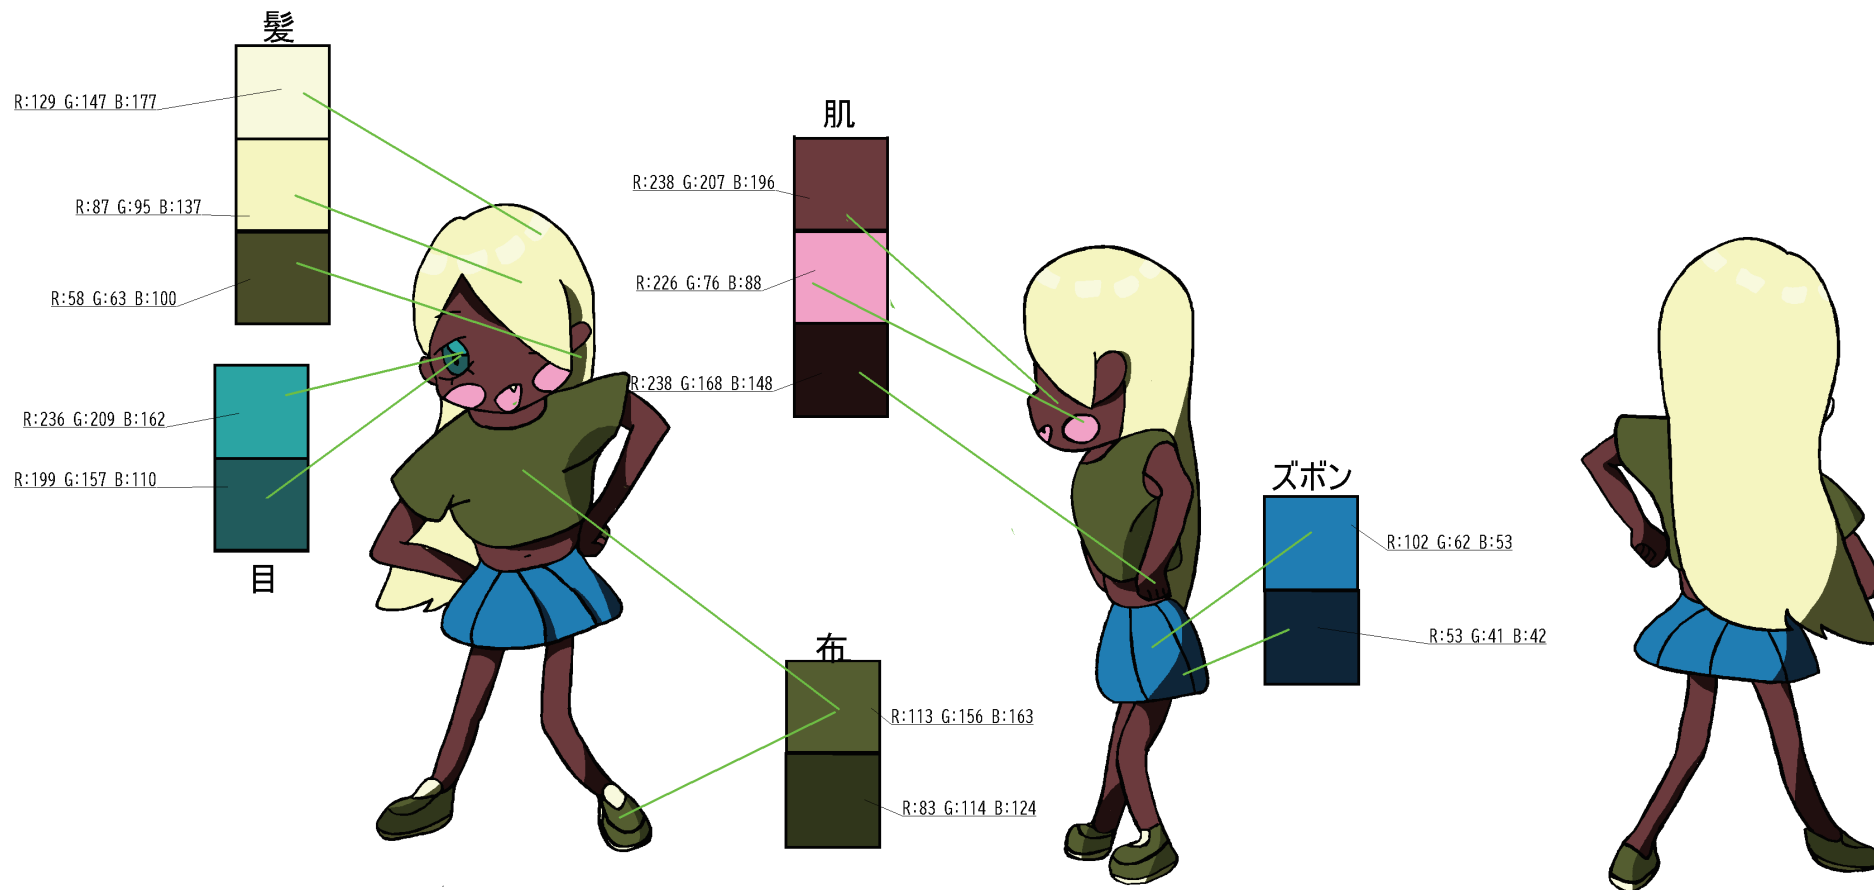 髪
R:129 G:147 B:177
R:87 G:95 B:137
R:58 G:63 B:100
R:236 G:209 B:162
R:199 G:157 B:110
目
肌
R:238 G:207 B:196
R:226 G:76 B:88
R:238 G:168 B:148
ズボン
R:102 G:62 B:53
R:53 G:41 B:42
布
R:113 G:156 B:163
R:83 G:114 B:124